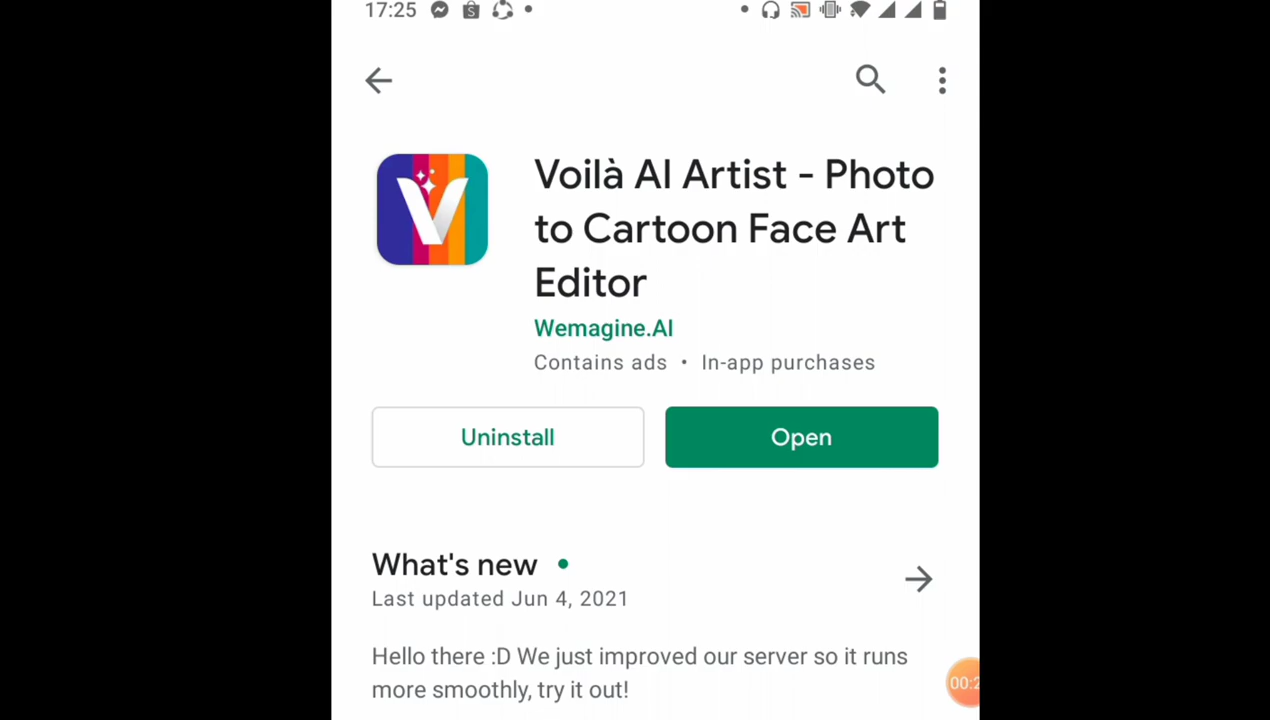 17:25
Voilà AI Artist - Photo
to Cartoon Face Art
Editor
Wemagine.AI
Contains ads • In-app purchases
Uninstall
Open
What's new
Last updated Jun 4, 2021
Hello there :D We just improved our server so it runs
more smoothly, try it out!